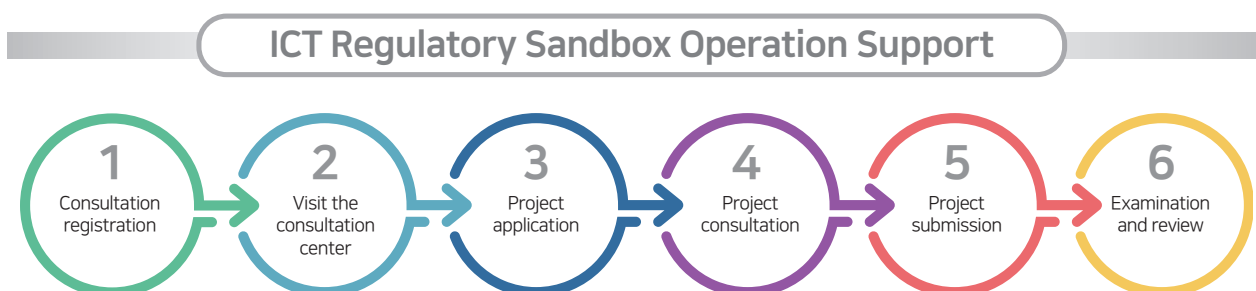 ICT Regulatory Sandbox Operation Support
1
Consultation
registration
2
Visit the
consultation
center
3
Project
application
4
Project
consultation
5
Project
submission
6
Examination
and review